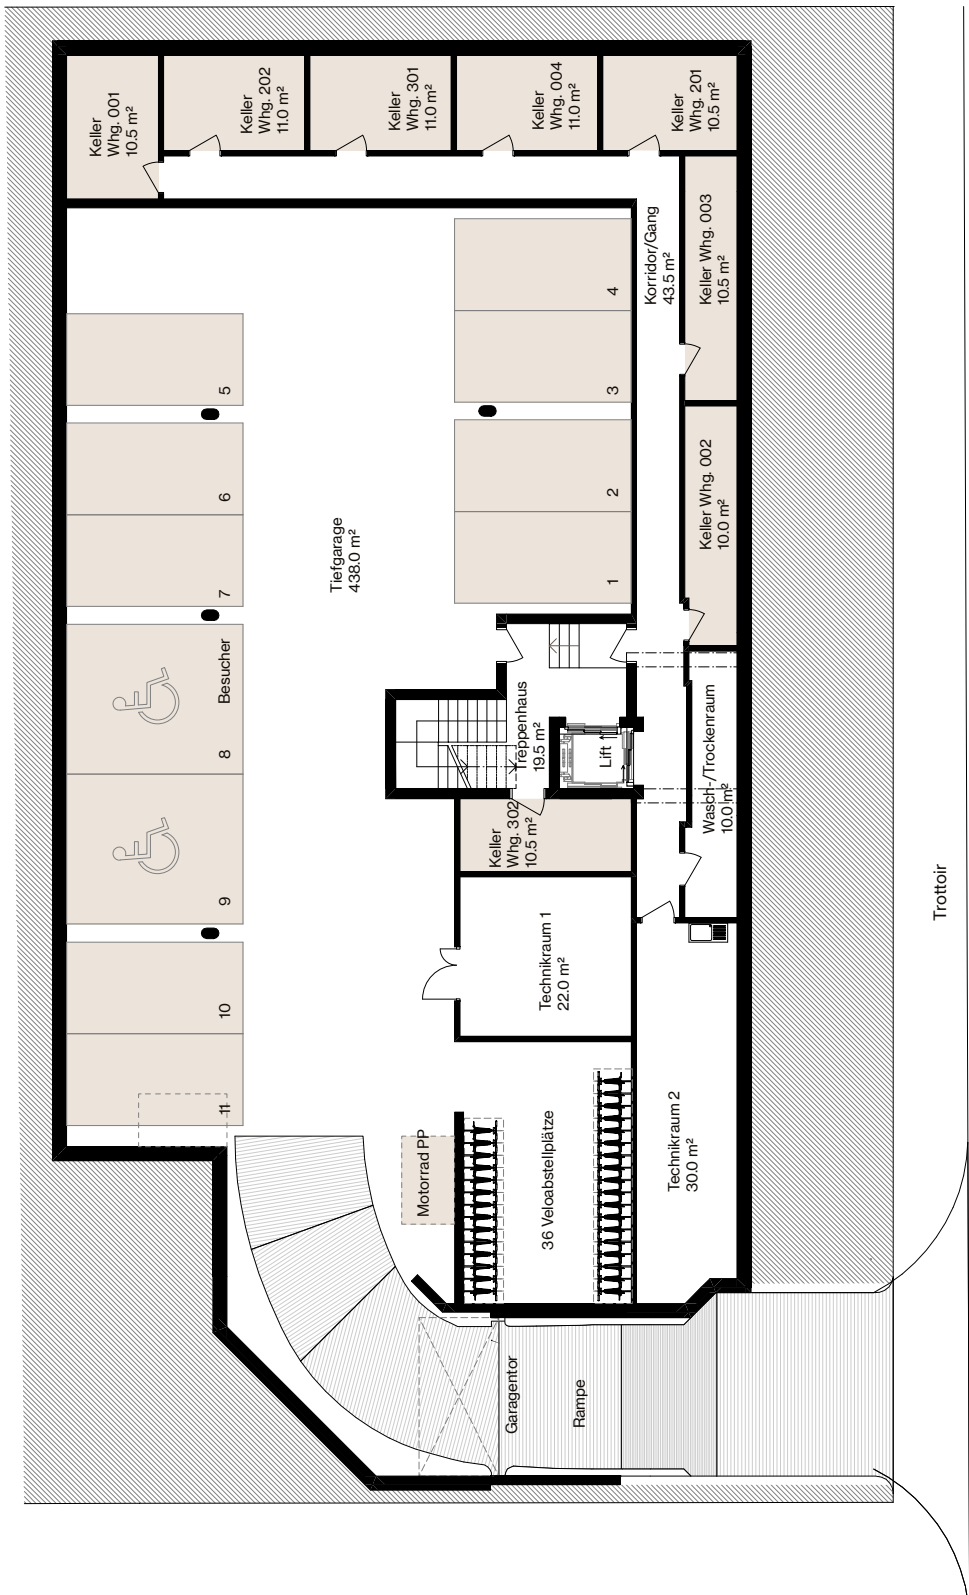 Keller
Whg. 001
10.5 m²
Keller
Whg. 202
11.0 m²
Keller
Whg. 301
11.0 m²
Keller
Whg. 004
11.0 m²
Keller
Whg. 201
10.5 m²
Keller Whg. 003
10.5 m²
Korridor/Gang
43.5 m²
4
3
2
1
5
6
7
Besucher
8
9
10
11
Tiefgarage
438.0 m²
Keller Whg. 002
10.0 m²
Treppenhaus
19.5 m²
Lift
Wasch-/Trockenraum
10.0 m²
Keller
Whg. 302
10.5 m²
Technikraum 1
22.0 m²
Technikraum 2
30.0 m²
36 Veloabstellplätze
Motorrad PP
Garagentor
Rampe
Trottoir